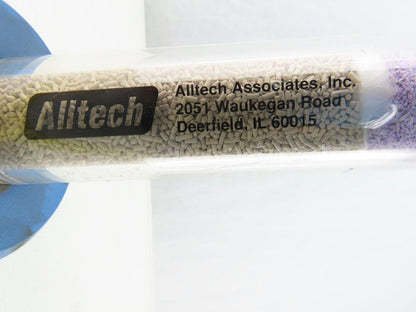 Alltech
Alltech Associates, Inc.
2051 Waukegan Road
Deerfield, IL 60015